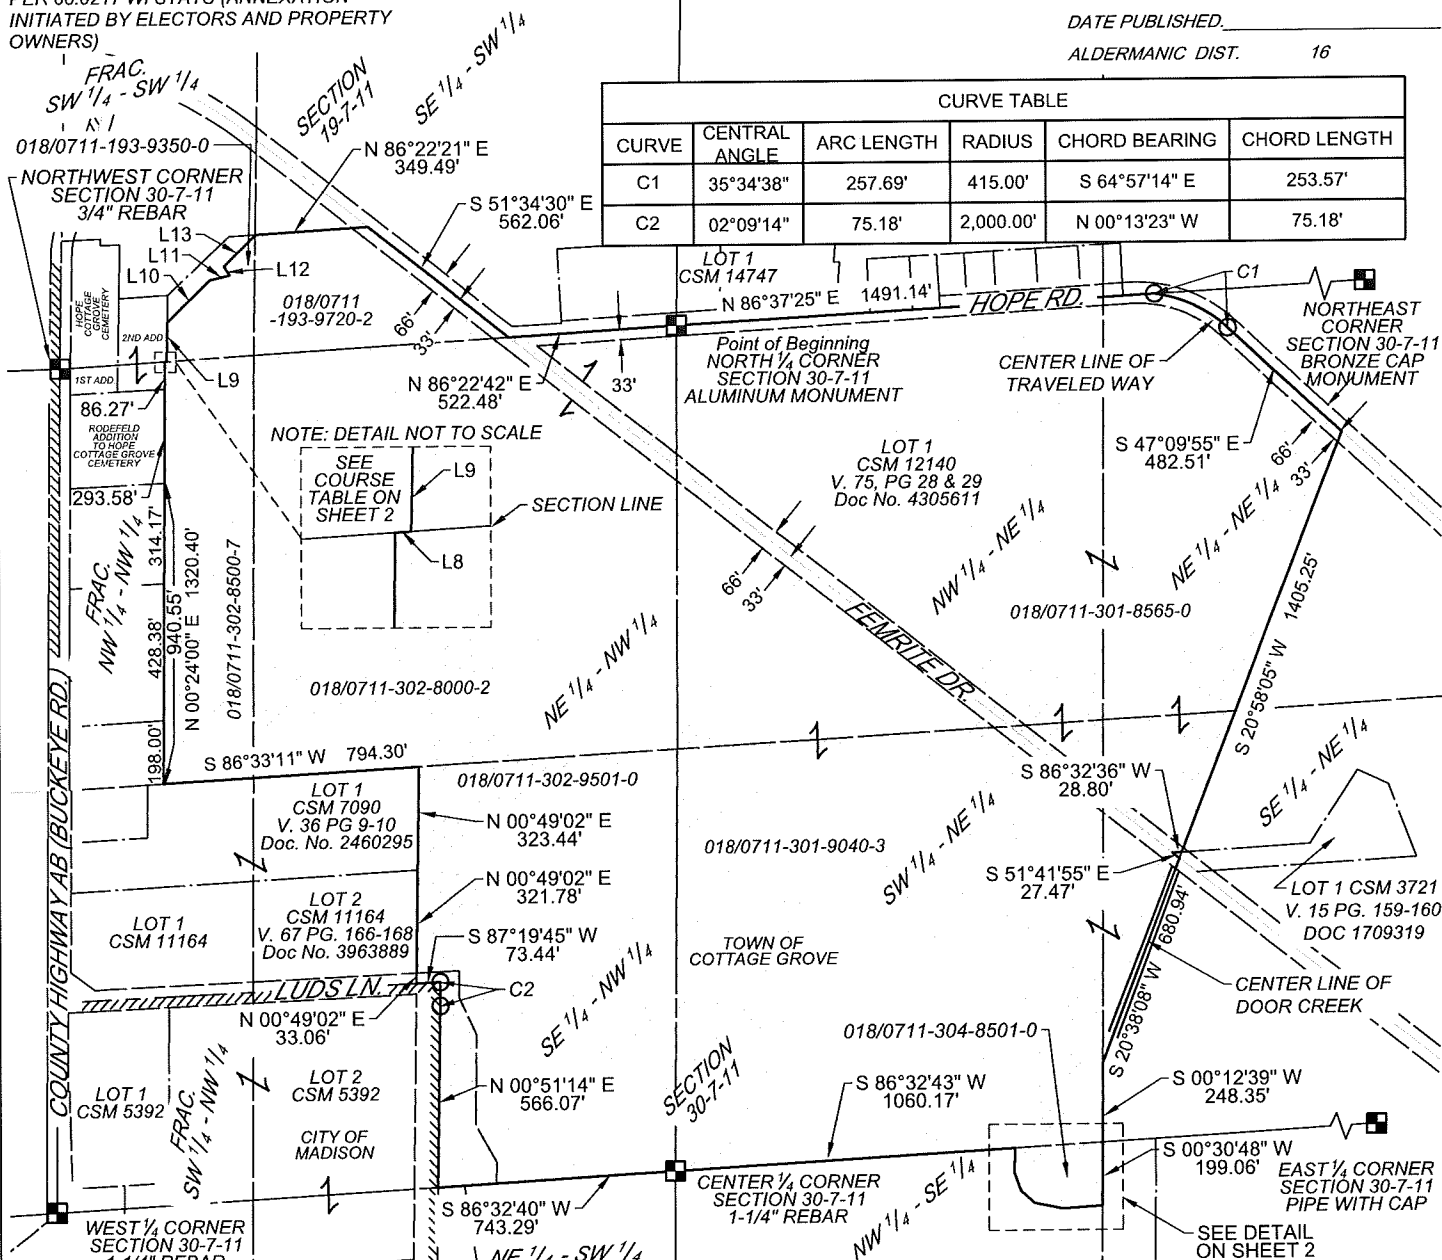 PER 66.0217 WI STATS (ANNEXATION
INITIATED BY ELECTORS AND PROPERTY
OWNERS)
DATE PUBLISHED.
ALDERMANIC DIST. 16
CURVE TABLE
CURVE CENTRAL ANGLE ARC LENGTH RADIUS CHORD BEARING CHORD LENGTH
C1 35°34'38" 257.69' 415.00' S 64°57'14" E 253.57'
C2 02°09'14" 75.18' 2,000.00' N 00°13'23" W 75.18'
FRAC.
SW 1/4 - SW 1/4
SECTION
19-7-11
SE 1/4 - SW 1/4
018/0711-193-9350-0
N 86°22'21" E
349.49'
NORTHWEST CORNER
SECTION 30-7-11
3/4" REBAR
S 51°34'30" E
562.06'
L13
L11
L10
L12
018/0711
-193-9720-2
66'
33'
LOT 1
CSM 14747
N 86°37'25" E 1491.14'
HOPE RD.
C1
NORTHEAST
CORNER
SECTION 30-7-11
BRONZE CAP
MONUMENT
HOPE
COTTAGE
GROVE
CEMETERY
2ND ADD
1ST ADD
L9
86.27'
RODEFELD
ADDITION
TO HOPE
COTTAGE GROVE
CEMETERY
293.58'
N 86°22'42" E
522.48'
33'
Point of Beginning
NORTH 1/4 CORNER
SECTION 30-7-11
ALUMINUM MONUMENT
CENTER LINE OF
TRAVELED WAY
NOTE: DETAIL NOT TO SCALE
SEE
COURSE
TABLE ON
SHEET 2
L9
SECTION LINE
L8
LOT 1
CSM 12140
V. 75, PG 28 & 29
Doc No. 4305611
S 47°09'55" E
482.51'
66'
33'
FRAC.
NW 1/4 - NW 1/4
314.17'
428.38'
198.00'
940.55'
N 00°24'00" E 1320.40'
018/0711-302-8500-7
66'
33'
NW 1/4 - NE 1/4
NE 1/4 - NE 1/4
018/0711-301-8565-0
S 20°58'05" W 1405.25'
FEMRITE DR.
NE 1/4 - NW 1/4
018/0711-302-8000-2
COUNTY HIGHWAY AB (BUCKEYE RD.)
S 86°33'11" W 794.30'
018/0711-302-9501-0
LOT 1
CSM 7090
V. 36 PG 9-10
Doc. No. 2460295
N 00°49'02" E
323.44'
018/0711-301-9040-3
SW 1/4 - NE 1/4
S 86°32'36" W
28.80'
SE 1/4 - NE 1/4
S 51°41'55" E
27.47'
LOT 1 CSM 3721
V. 15 PG. 159-160
DOC 1709319
N 00°49'02" E
321.78'
LOT 1
CSM 11164
LOT 2
CSM 11164
V. 67 PG. 166-168
Doc No. 3963889
S 87°19'45" W
73.44'
TOWN OF
COTTAGE GROVE
S 20°38'08" W 680.94'
CENTER LINE OF
DOOR CREEK
LUDS LN.
C2
N 00°49'02" E
33.06'
SE 1/4 - NW 1/4
018/0711-304-8501-0
LOT 1
CSM 5392
FRAC.
SW 1/4 - NW 1/4
LOT 2
CSM 5392
CITY OF
MADISON
N 00°51'14" E
566.07'
SECTION
30-7-11
S 86°32'43" W
1060.17'
S 00°12'39" W
248.35'
S 00°30'48" W
199.06'
EAST 1/4 CORNER
SECTION 30-7-11
PIPE WITH CAP
S 86°32'40" W
743.29'
CENTER 1/4 CORNER
SECTION 30-7-11
1-1/4" REBAR
NW 1/4 - SE 1/4
SEE DETAIL
ON SHEET 2
WEST 1/4 CORNER
SECTION 30-7-11
1-1/4" REBAR
NE 1/4 - SW 1/4